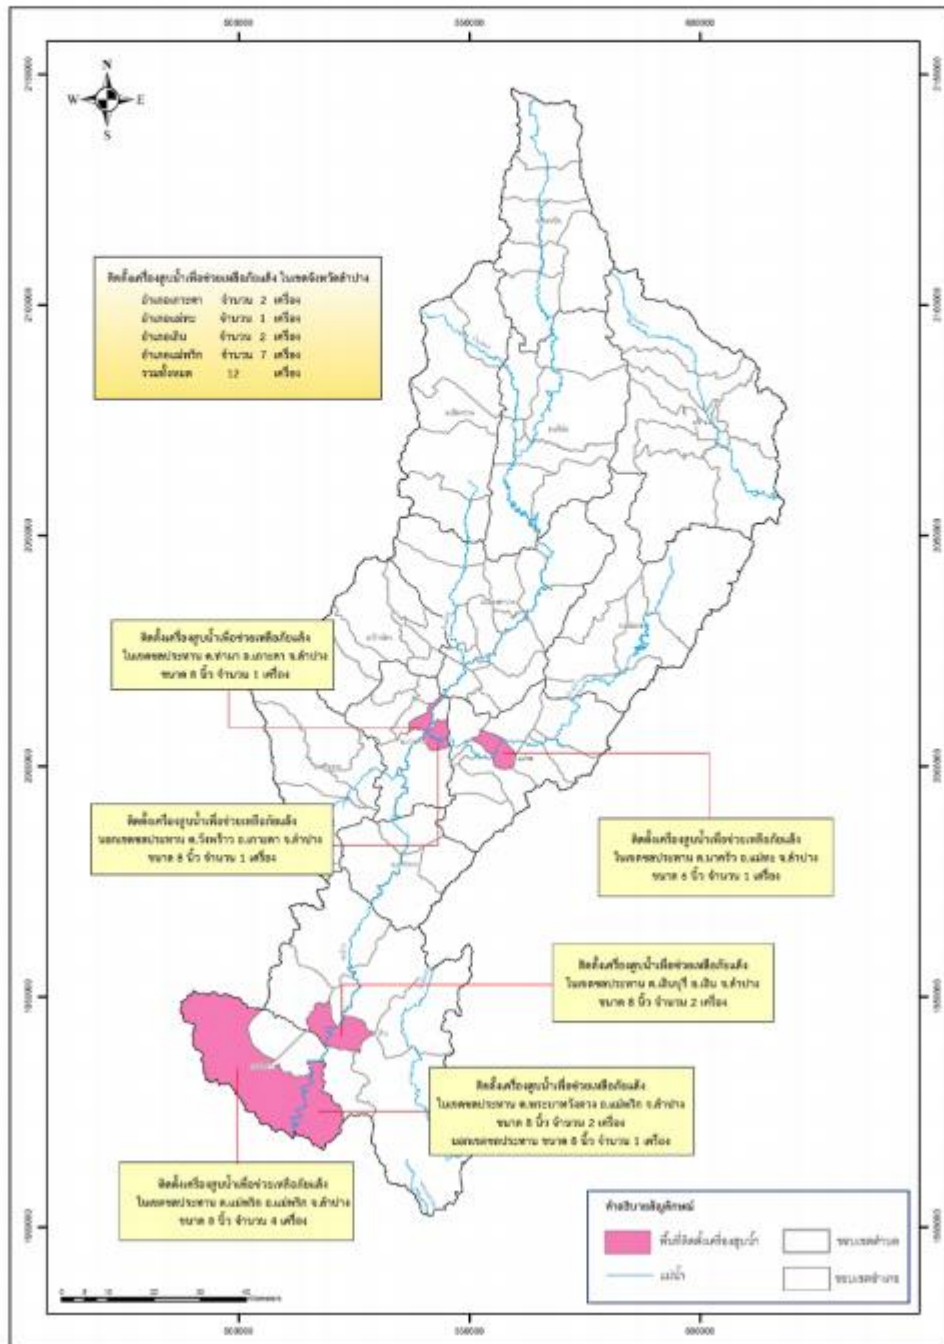 500000 550000 600000
N
W E
S
ติดตั้งเครื่องสูบน้ำเพื่อช่วยเหลือภัยแล้ง ในเขตจังหวัดลำปาง
อำเภอเกาะคา จำนวน 2 เครื่อง
อำเภอแม่ทะ จำนวน 1 เครื่อง
อำเภอเถิน จำนวน 2 เครื่อง
อำเภอแม่พริก จำนวน 7 เครื่อง
รวมทั้งหมด 12 เครื่อง
ติดตั้งเครื่องสูบน้ำเพื่อช่วยเหลือภัยแล้ง
ในเขตชลประทาน ต.ท่าผา อ.เกาะคา จ.ลำปาง
ขนาด 8 นิ้ว จำนวน 1 เครื่อง
ติดตั้งเครื่องสูบน้ำเพื่อช่วยเหลือภัยแล้ง
นอกเขตชลประทาน ต.วังพร้าว อ.เกาะคา จ.ลำปาง
ขนาด 8 นิ้ว จำนวน 1 เครื่อง
ติดตั้งเครื่องสูบน้ำเพื่อช่วยเหลือภัยแล้ง
ในเขตชลประทาน ต.นาครัว อ.แม่ทะ จ.ลำปาง
ขนาด 6 นิ้ว จำนวน 1 เครื่อง
ติดตั้งเครื่องสูบน้ำเพื่อช่วยเหลือภัยแล้ง
ในเขตชลประทาน ต.เถินบุรี อ.เถิน จ.ลำปาง
ขนาด 8 นิ้ว จำนวน 2 เครื่อง
ติดตั้งเครื่องสูบน้ำเพื่อช่วยเหลือภัยแล้ง
ในเขตชลประทาน ต.พระบาทวังตวง อ.แม่พริก จ.ลำปาง
ขนาด 8 นิ้ว จำนวน 2 เครื่อง
นอกเขตชลประทาน ขนาด 8 นิ้ว จำนวน 1 เครื่อง
ติดตั้งเครื่องสูบน้ำเพื่อช่วยเหลือภัยแล้ง
ในเขตชลประทาน ต.แม่พริก อ.แม่พริก จ.ลำปาง
ขนาด 8 นิ้ว จำนวน 4 เครื่อง
คำอธิบายสัญลักษณ์
พื้นที่ติดตั้งเครื่องสูบน้ำ ขอบเขตตำบล
แม่น้ำ ขอบเขตอำเภอ
500000 550000 600000